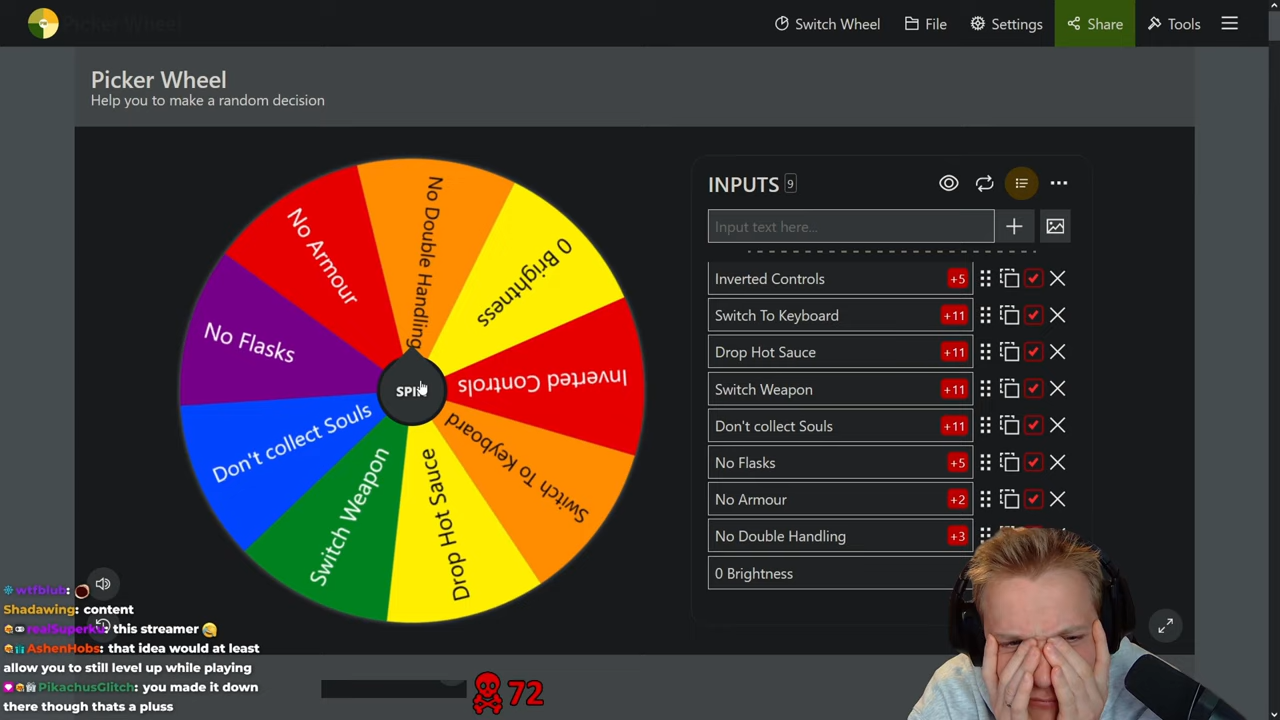 Picker Wheel
Switch Wheel
File
Settings
Share
Tools
Picker Wheel
Help you to make a random decision
No Double Handling
0 Brightness
Inverted Controls
Switch To Keyboard
Drop Hot Sauce
Switch Weapon
Don't collect Souls
No Flasks
No Armour
SPIN
INPUTS 9
Input text here...
Inverted Controls +5
Switch To Keyboard +11
Drop Hot Sauce +11
Switch Weapon +11
Don't collect Souls +11
No Flasks +5
No Armour +2
No Double Handling +3
0 Brightness
wtfblub:
Shadawing: content
this streamer
AshenHobs: that idea would at least
allow you to still level up while playing
PikachusGlitch: you made it down
there though thats a pluss
72